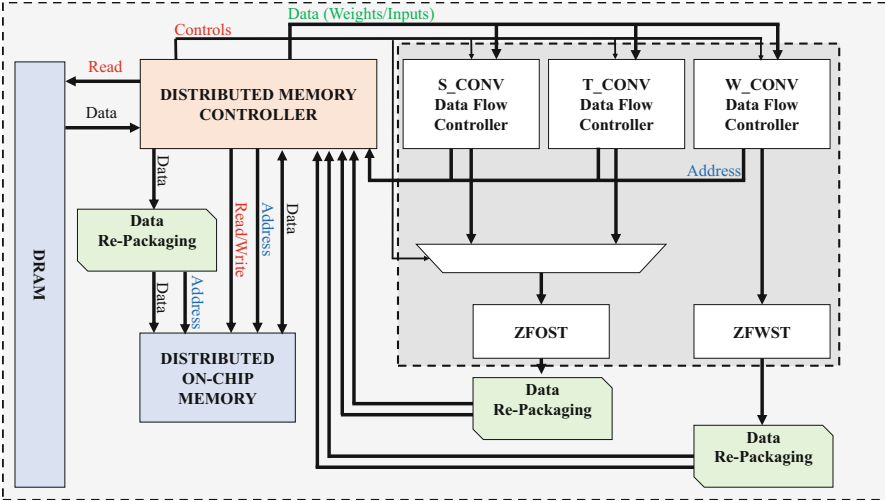 Data (Weights/Inputs)
Controls
Read
Data
DRAM
DISTRIBUTED MEMORY
CONTROLLER
S_CONV
Data Flow
Controller
T_CONV
Data Flow
Controller
W_CONV
Data Flow
Controller
Address
Data
Data
Re-Packaging
Data
Address
Read/Write
Address
Data
DISTRIBUTED
ON-CHIP
MEMORY
ZFOST
ZFWST
Data
Re-Packaging
Data
Re-Packaging